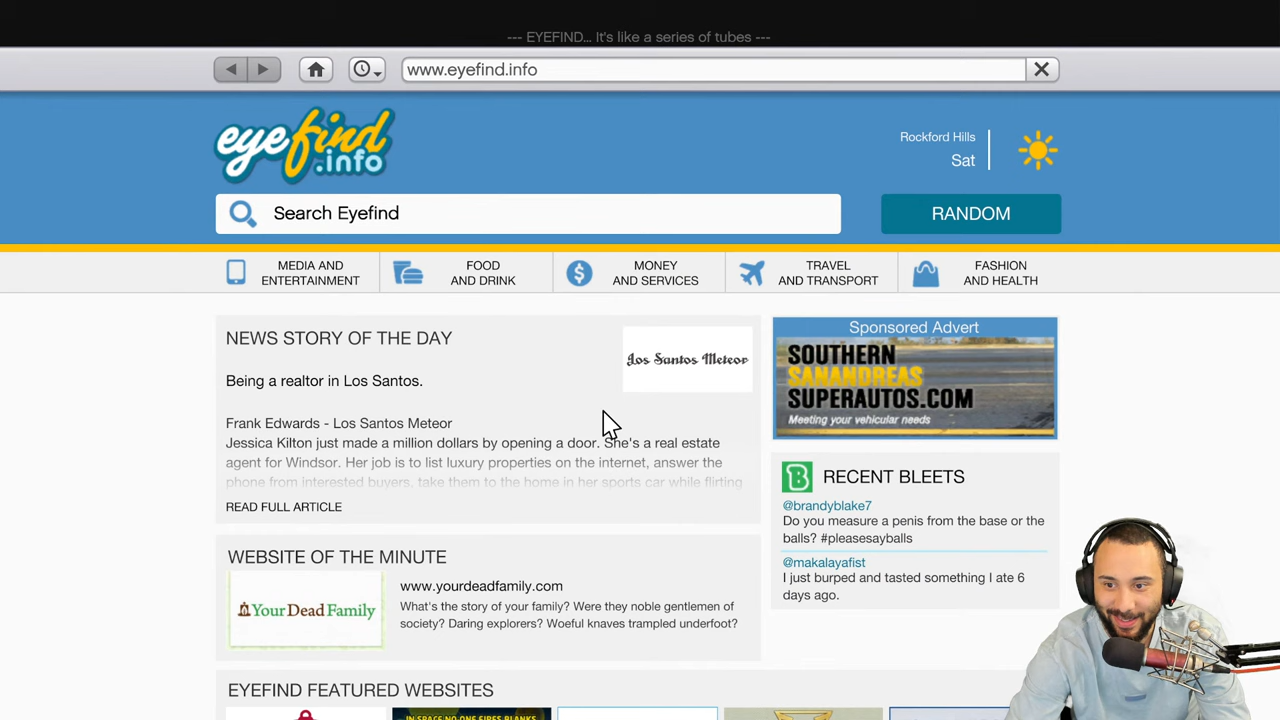 --- EYEFIND... It's like a series of tubes ---
www.eyefind.info
eyefind
.info
Rockford Hills
Sat
Search Eyefind
RANDOM
MEDIA AND
ENTERTAINMENT
FOOD
AND DRINK
MONEY
AND SERVICES
TRAVEL
AND TRANSPORT
FASHION
AND HEALTH
NEWS STORY OF THE DAY
Los Santos Meteor
Being a realtor in Los Santos.
Frank Edwards - Los Santos Meteor
Jessica Kilton just made a million dollars by opening a door. She's a real estate
agent for Windsor. Her job is to list luxury properties on the internet, answer the
phone from interested buyers, take them to the home in her sports car while flirting
READ FULL ARTICLE
Sponsored Advert
SOUTHERN
SANANDREAS
SUPERAUTOS.COM
Meeting your vehicular needs
RECENT BLEETS
@brandyblake7
Do you measure a penis from the base or the
balls? #pleasesayballs
@makalayafist
I just burped and tasted something I ate 6
days ago.
WEBSITE OF THE MINUTE
Your Dead Family
www.yourdeadfamily.com
What's the story of your family? Were they noble gentlemen of
society? Daring explorers? Woeful knaves trampled underfoot?
EYEFIND FEATURED WEBSITES
IN SPACE NO ONE FIRES BLANKS